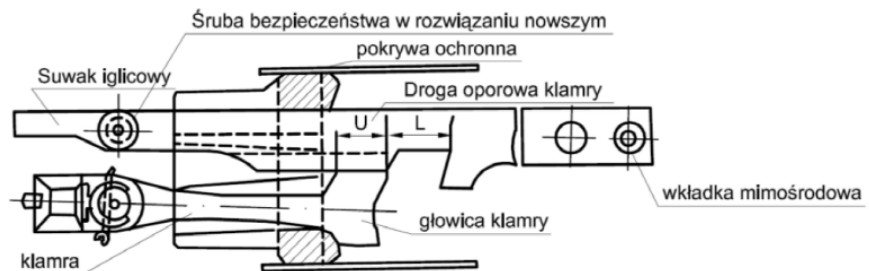 Śruba bezpieczeństwa w rozwiązaniu nowszym
pokrywa ochronna
Suwak iglicowy
Droga oporowa klamry
U
L
wkładka mimośrodowa
głowica klamry
klamra